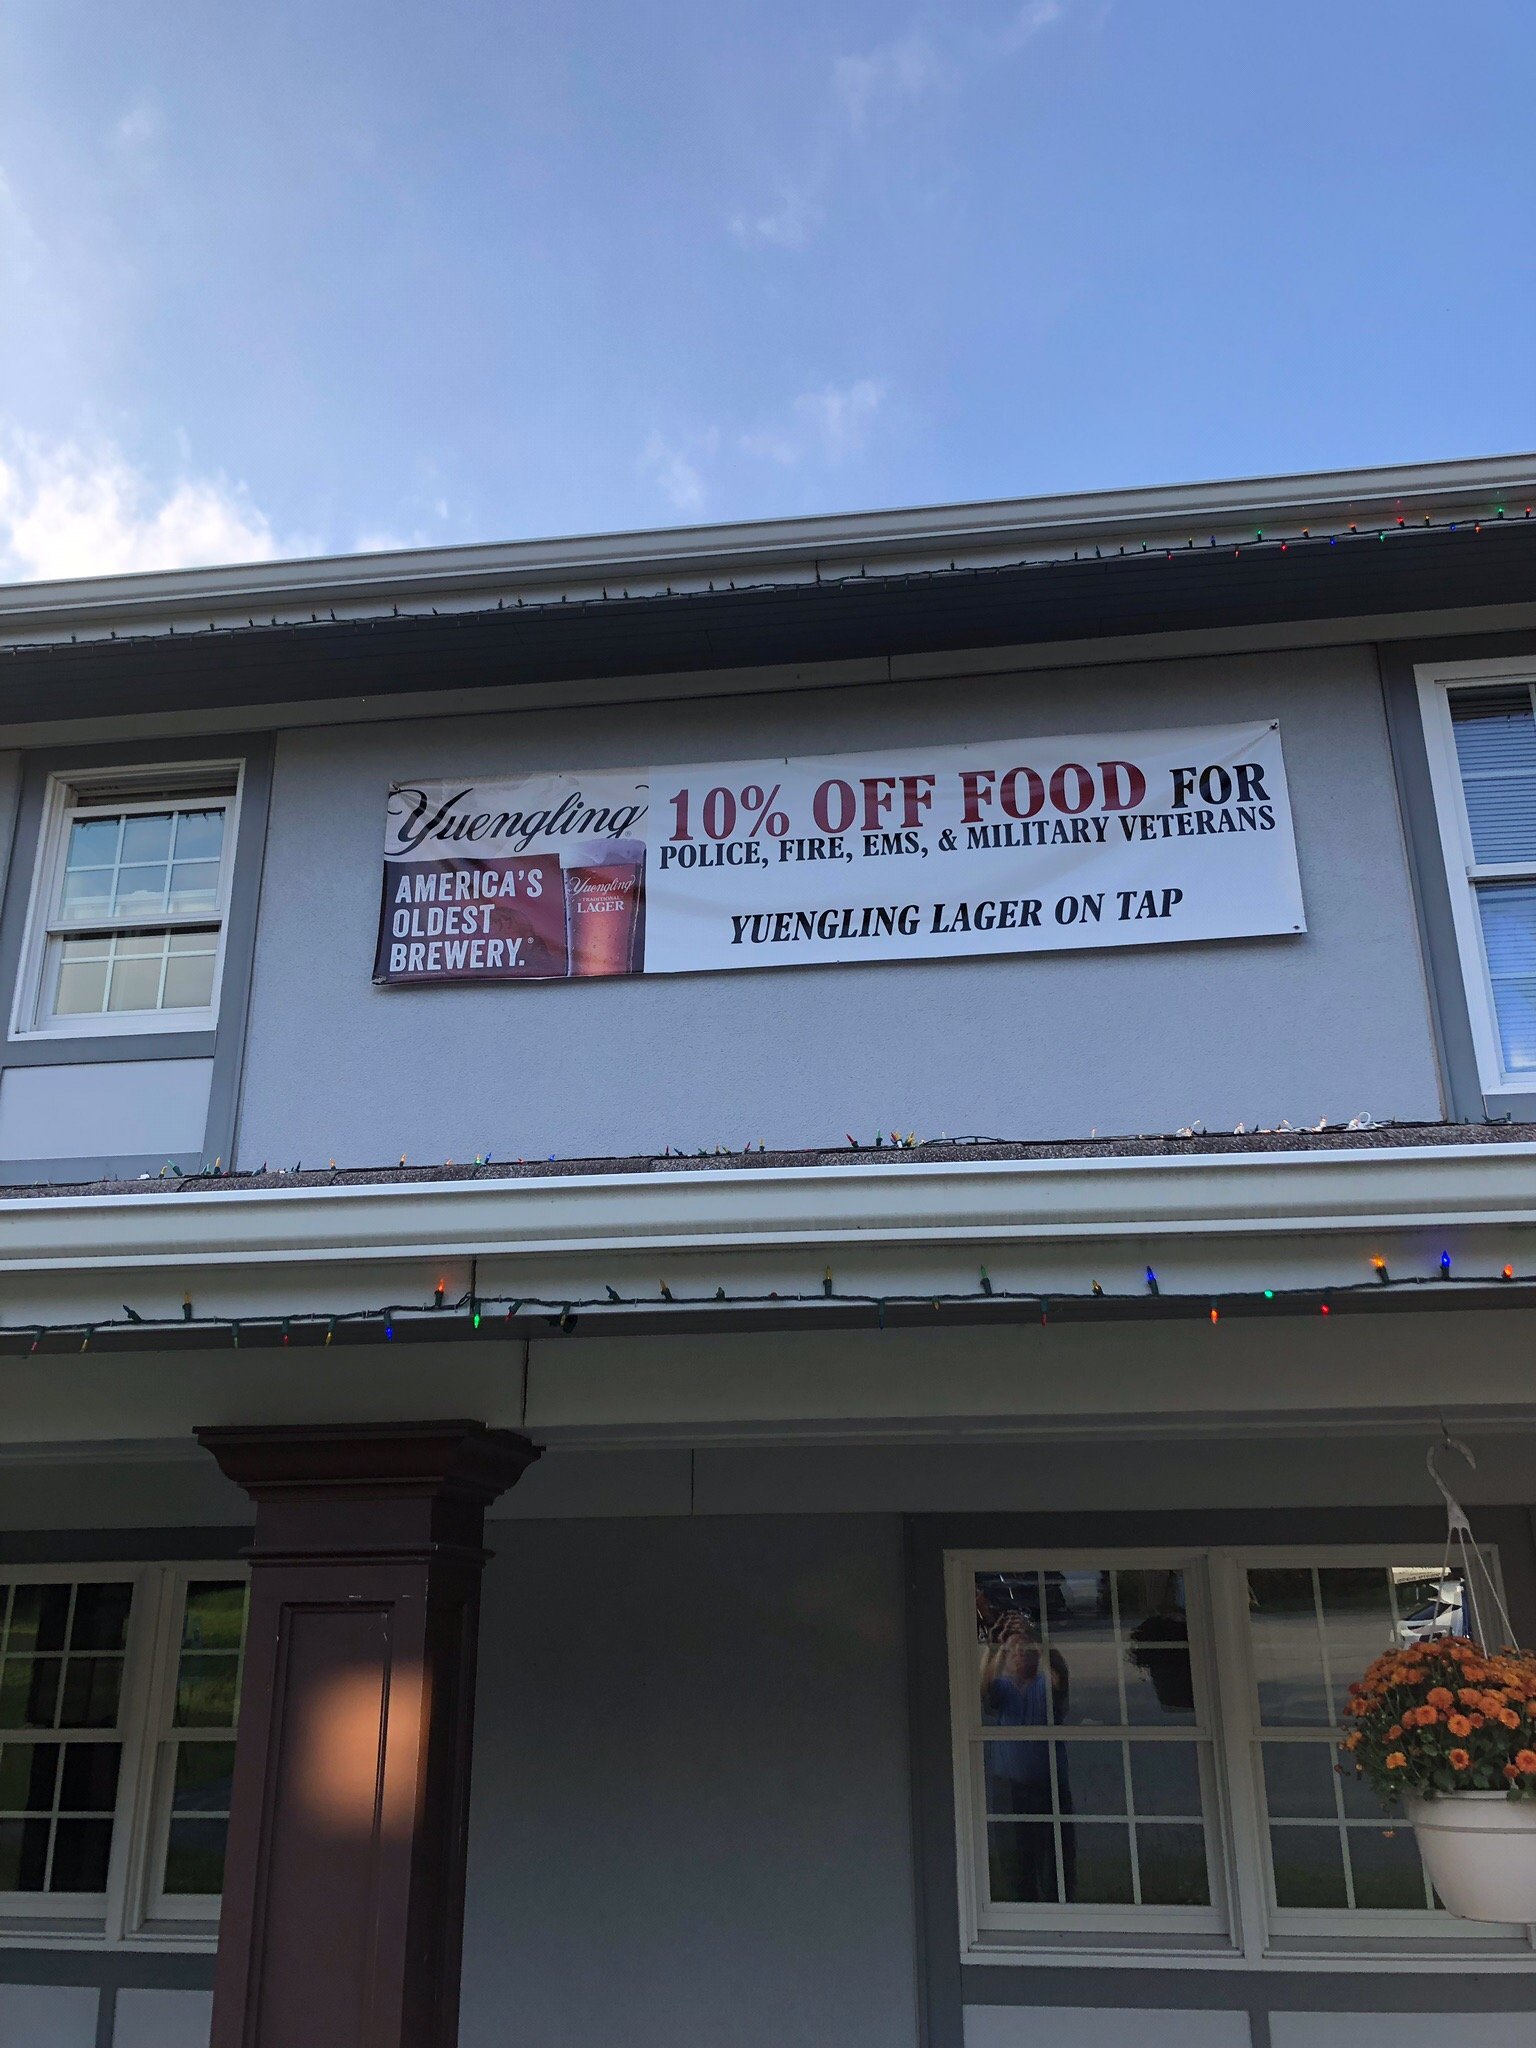 Yuengling®
AMERICA'S
OLDEST
BREWERY.®
Yuengling
TRADITIONAL
LAGER
10% OFF FOOD FOR
POLICE, FIRE, EMS, & MILITARY VETERANS
YUENGLING LAGER ON TAP